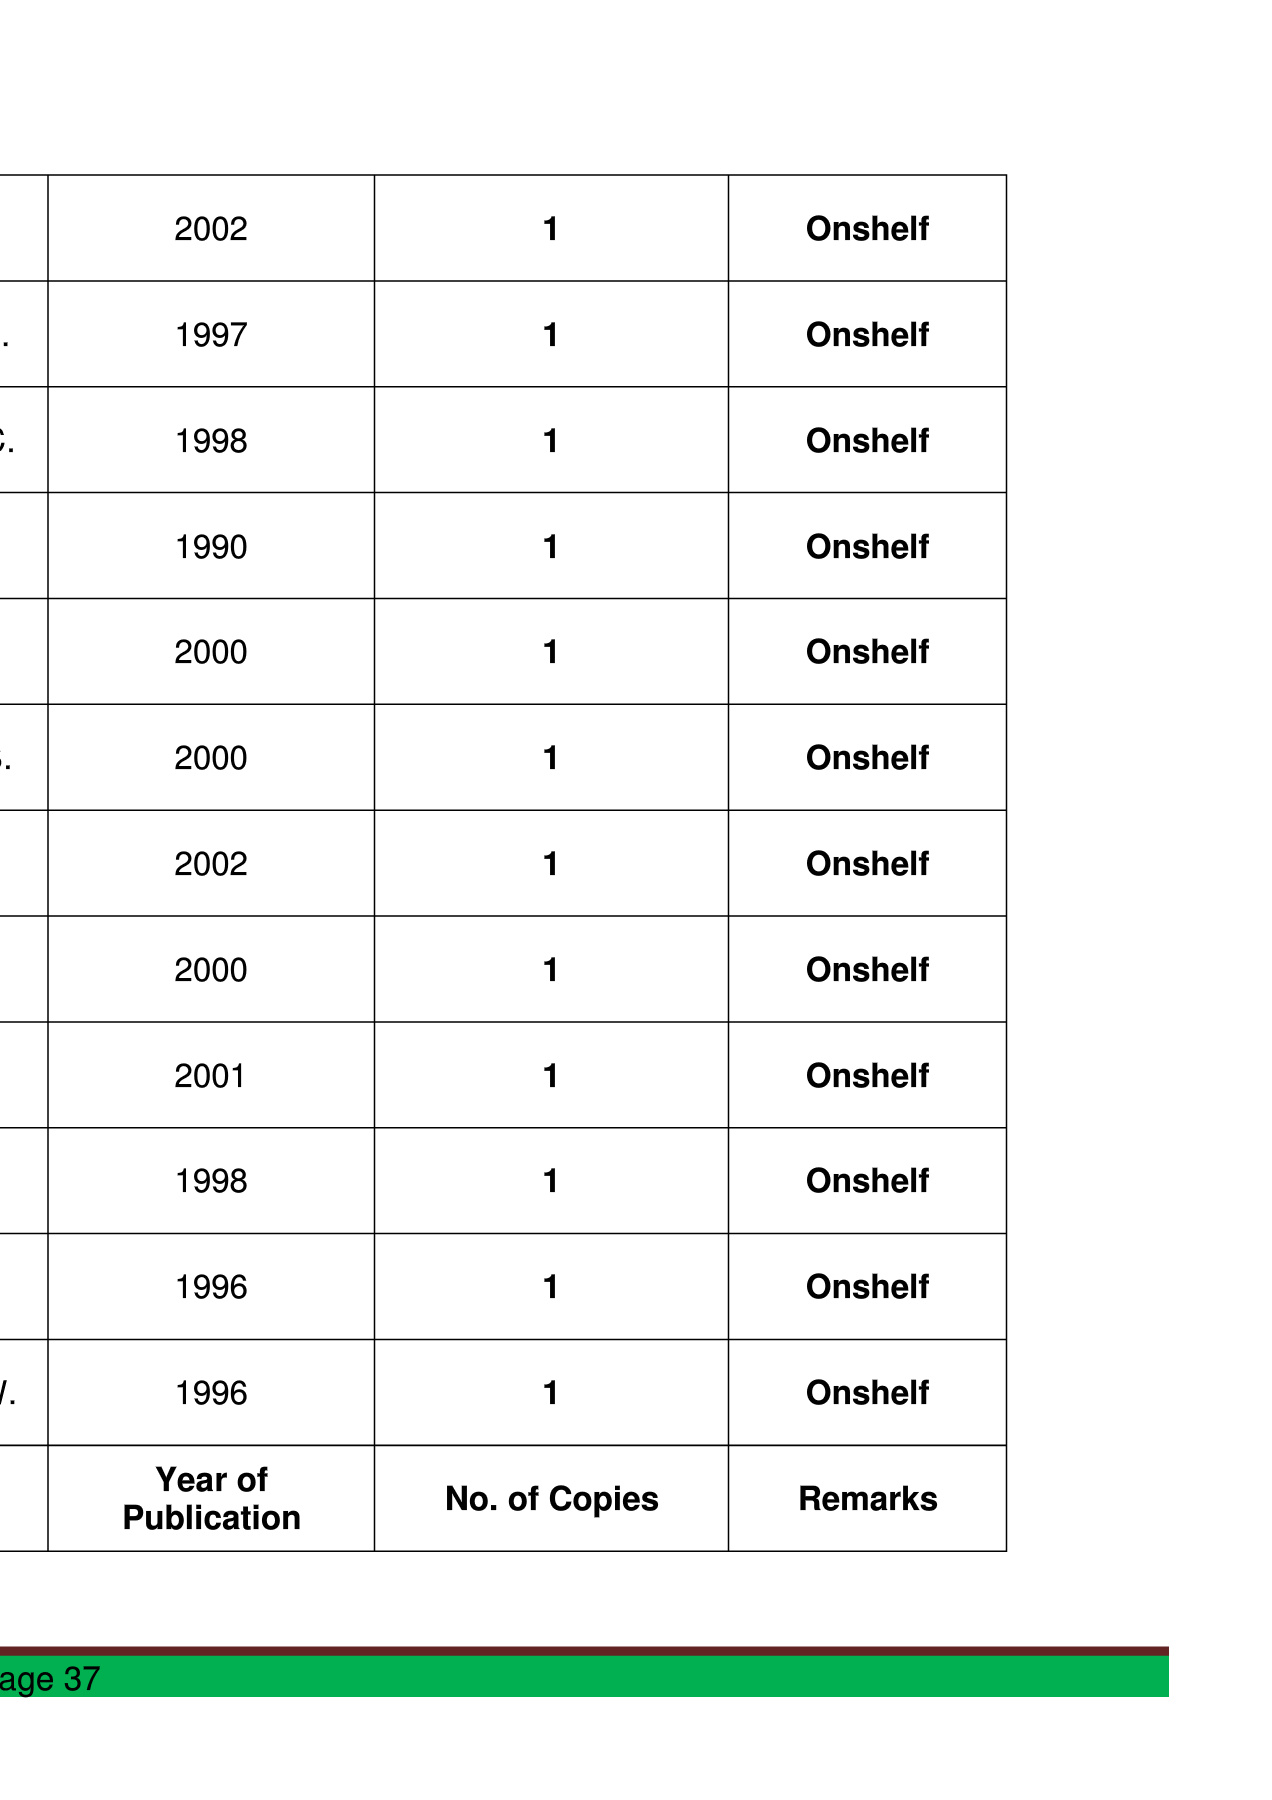 2002 1 Onshelf
. 1997 1 Onshelf
C. 1998 1 Onshelf
1990 1 Onshelf
2000 1 Onshelf
. 2000 1 Onshelf
2002 1 Onshelf
2000 1 Onshelf
2001 1 Onshelf
1998 1 Onshelf
1996 1 Onshelf
. 1996 1 Onshelf
Year of
Publication No. of Copies Remarks
age 37